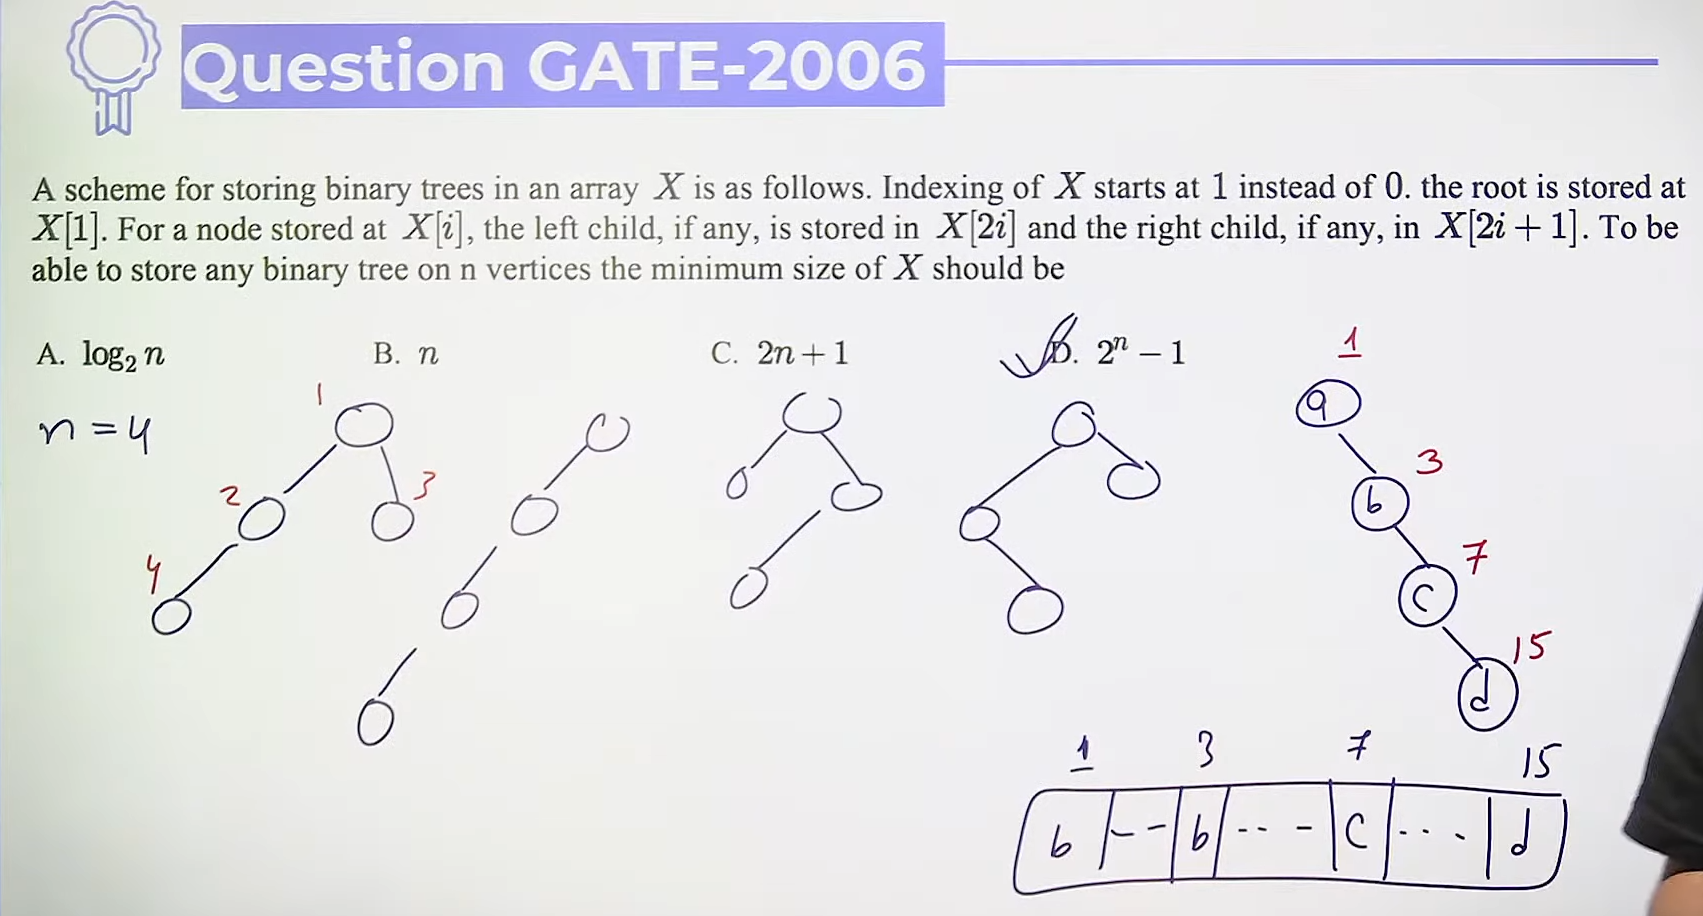 Question GATE-2006
A scheme for storing binary trees in an array X is as follows. Indexing of X starts at 1 instead of 0. the root is stored at
X[1]. For a node stored at X[i], the left child, if any, is stored in X[2i] and the right child, if any, in X[2i + 1]. To be
able to store any binary tree on n vertices the minimum size of X should be
A. log₂ n B. n C. 2n + 1 D. 2ⁿ − 1
n = 4
1
2 3
4
1
a
3
b
7
c
15
d
1 3 7 15
b -- b --- c --- d